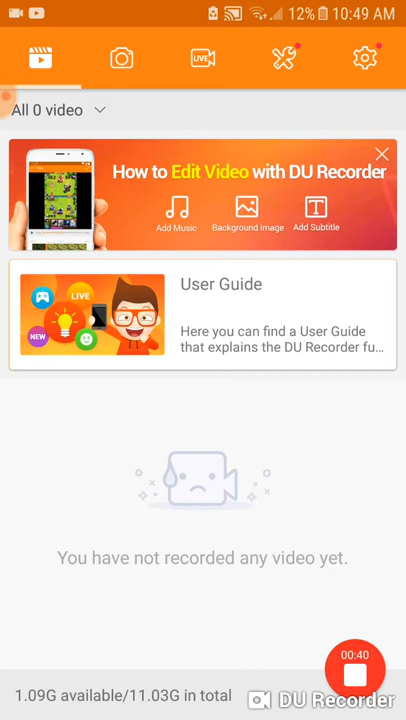 12% 10:49 AM
LIVE
All 0 video
How to Edit Video with DU Recorder
Add Music
Background Image
Add Subtitle
LIVE
NEW
User Guide
Here you can find a User Guide
that explains the DU Recorder fu...
You have not recorded any video yet.
00:40
1.09G available/11.03G in total
DU Recorder